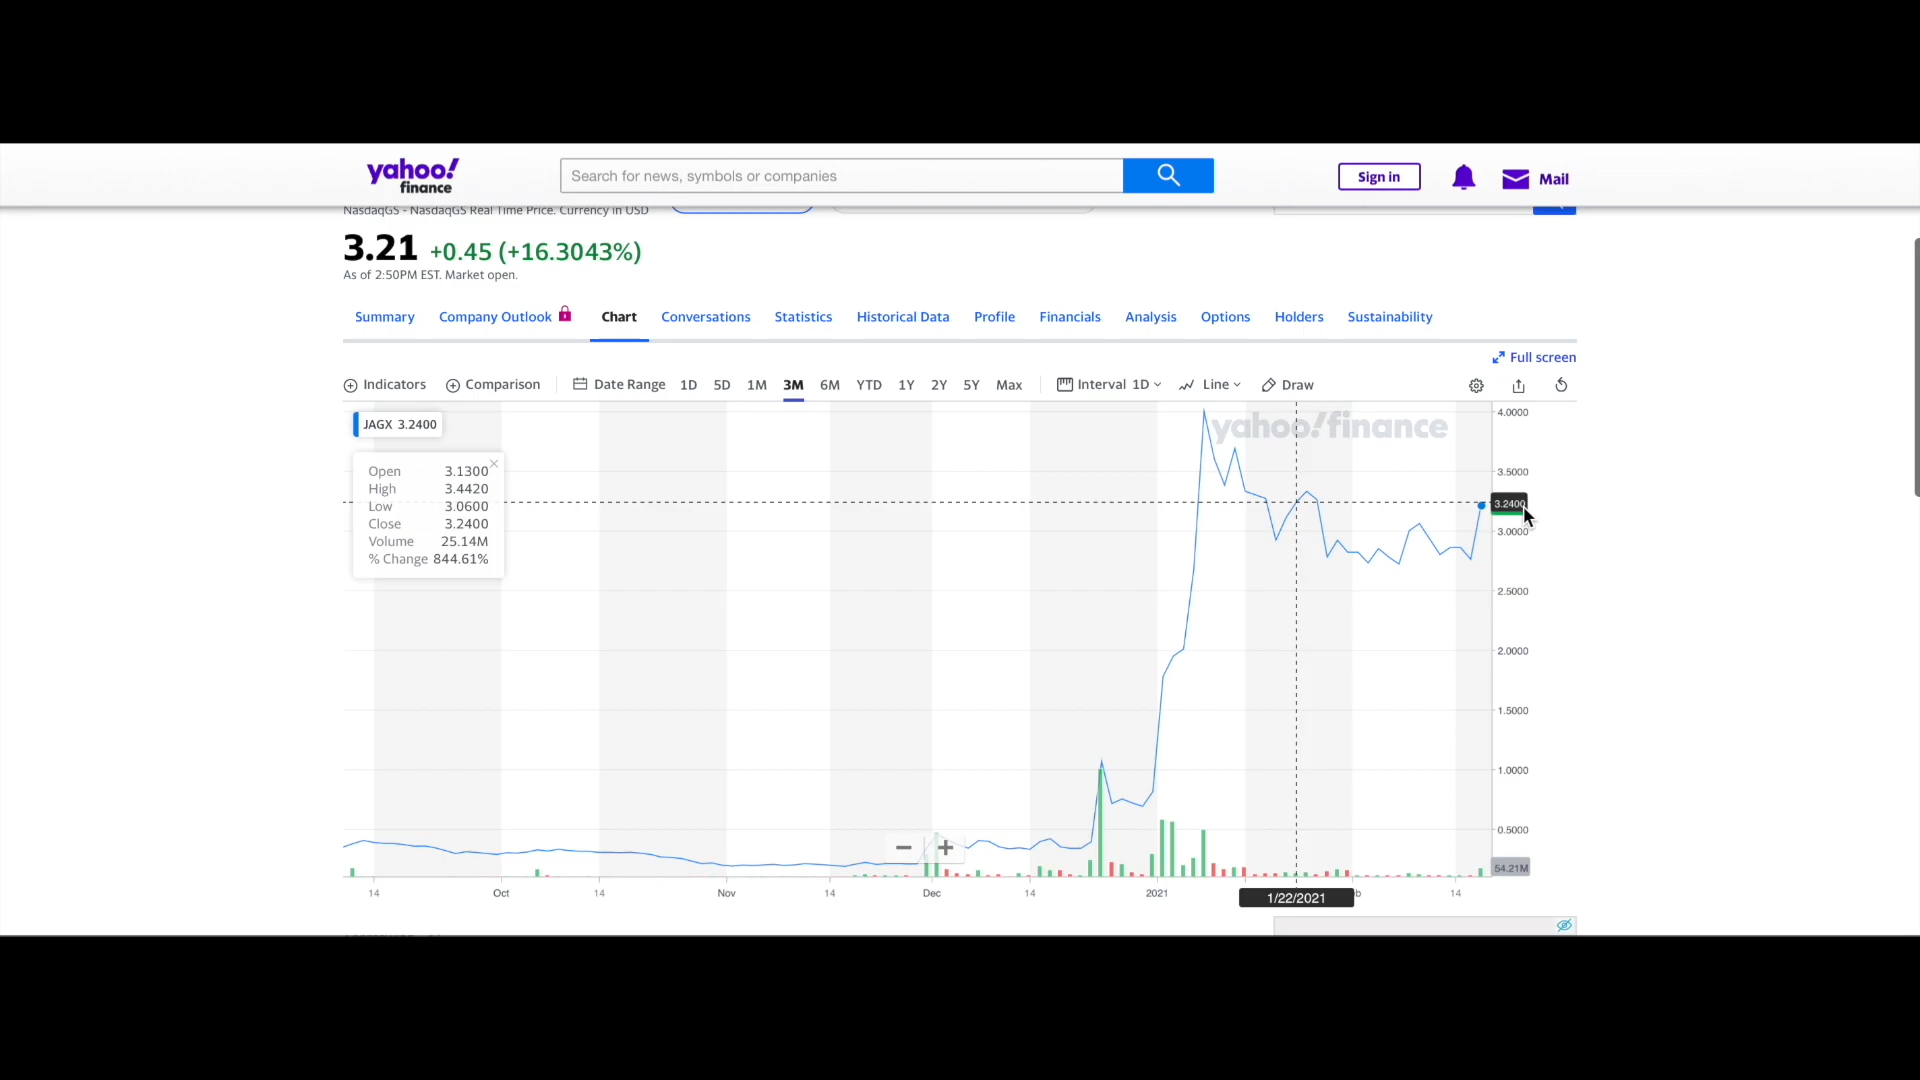 yahoo!
finance
Search for news, symbols or companies
Sign in
Mail
NasdaqGS - NasdaqGS Real Time Price. Currency in USD
3.21 +0.45 (+16.3043%)
As of 2:50PM EST. Market open.
Summary Company Outlook Chart Conversations Statistics Historical Data Profile Financials Analysis Options Holders Sustainability
Full screen
Indicators Comparison Date Range 1D 5D 1M 3M 6M YTD 1Y 2Y 5Y Max Interval 1D Line Draw
JAGX 3.2400
yahoo!finance
Open 3.1300
High 3.4420
Low 3.0600
Close 3.2400
Volume 25.14M
% Change 844.61%
4.0000
3.5000
3.2400
3.0000
2.5000
2.0000
1.5000
1.0000
0.5000
54.21M
14 Oct 14 Nov 14 Dec 14 2021 14
1/22/2021